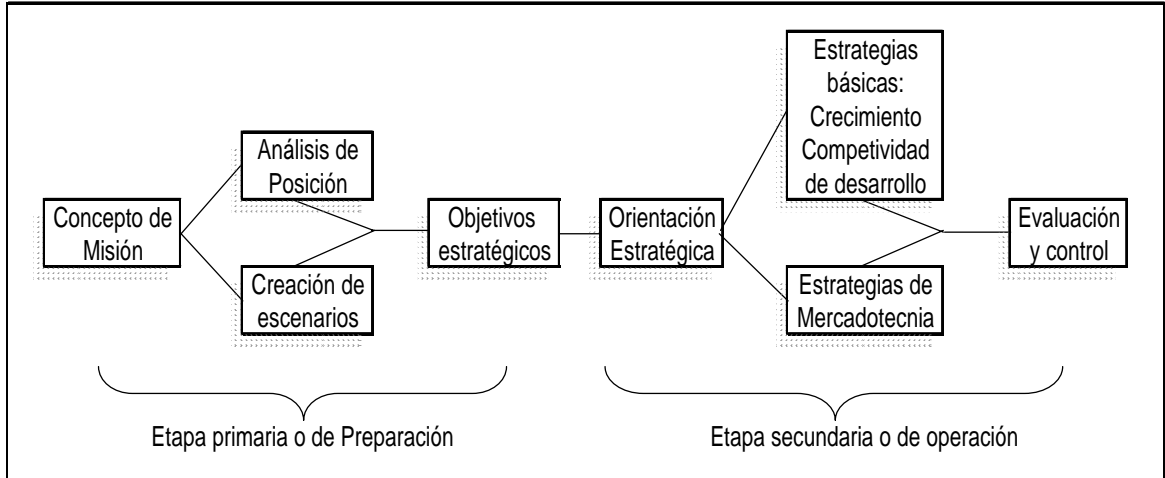 Concepto de
Misión
Análisis de
Posición
Creación de
escenarios
Objetivos
estratégicos
Orientación
Estratégica
Estrategias
básicas:
Crecimiento
Competividad
de desarrollo
Estrategias de
Mercadotecnia
Evaluación
y control
Etapa primaria o de Preparación
Etapa secundaria o de operación